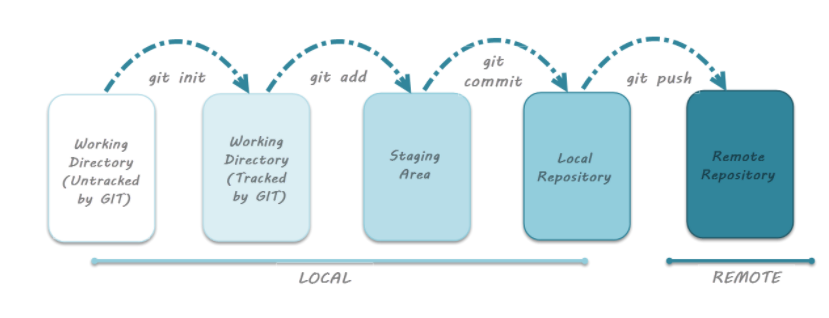 git init
git add
git
commit
git push
Working
Directory
(Untracked
by GIT)
Working
Directory
(Tracked
by GIT)
Staging
Area
Local
Repository
Remote
Repository
LOCAL
REMOTE